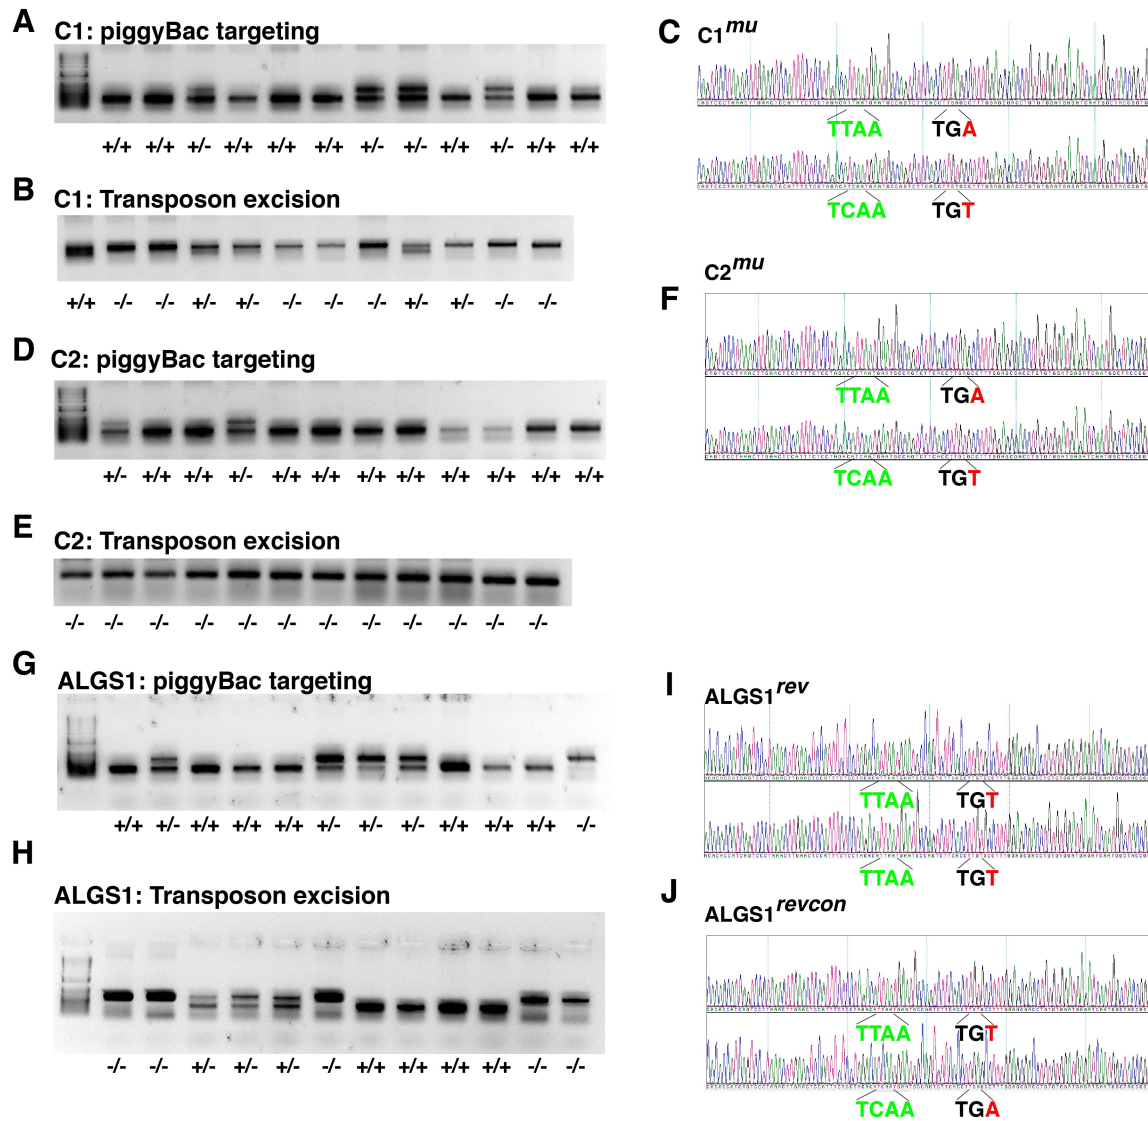 A
C1: piggyBac targeting
+/+ +/+ +/- +/+ +/+ +/+ +/- +/- +/+ +/- +/+ +/+
B
C1: Transposon excision
+/+ -/- -/- +/- +/- -/- -/- -/- +/- +/- -/- -/-
C
C1mu
TTAA TGA
TCAA TGT
D
C2: piggyBac targeting
+/- +/+ +/+ +/- +/+ +/+ +/+ +/+ +/+ +/+ +/+ +/+
E
C2: Transposon excision
-/- -/- -/- -/- -/- -/- -/- -/- -/- -/- -/- -/-
F
C2mu
TTAA TGA
TCAA TGT
G
ALGS1: piggyBac targeting
+/+ +/- +/+ +/+ +/+ +/- +/- +/- +/+ +/+ +/+ -/-
H
ALGS1: Transposon excision
-/- -/- +/- +/- +/- -/- +/+ +/+ +/+ +/+ -/- -/-
I
ALGS1rev
TTAA TGT
TTAA TGT
J
ALGS1revcon
TTAA TGT
TCAA TGA